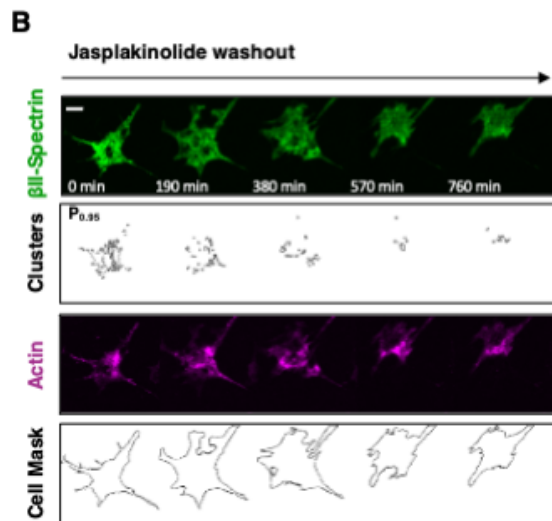 B
Jasplakinolide washout
βII-Spectrin
0 min 190 min 380 min 570 min 760 min
Clusters
P0.95
Actin
Cell Mask